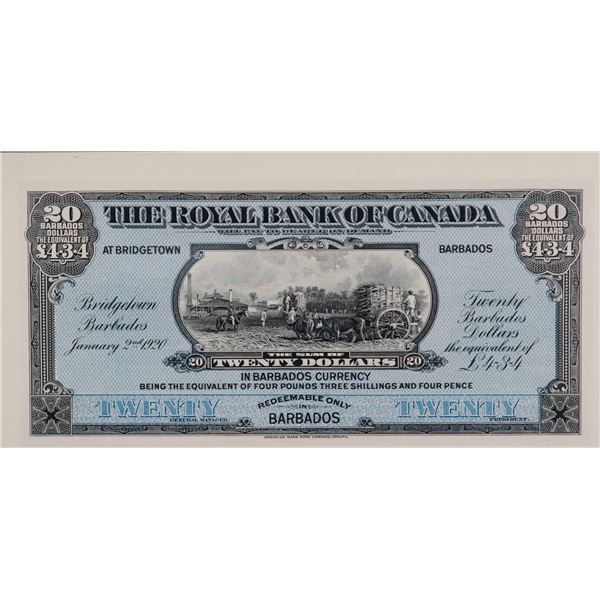 20
BARBADOS
DOLLARS
THE EQUIVALENT OF
£4-3-4
THE ROYAL BANK OF CANADA
WILL PAY TO BEARER ON DEMAND
20
BARBADOS
DOLLARS
THE EQUIVALENT OF
£4-3-4
AT BRIDGETOWN
BARBADOS
Bridgetown
Barbados
January 2nd 1920
Twenty
Barbados
Dollars
the equivalent of
£4-3-4
THE SUM OF
20 TWENTY DOLLARS 20
IN BARBADOS CURRENCY
BEING THE EQUIVALENT OF FOUR POUNDS THREE SHILLINGS AND FOUR PENCE
TWENTY
GENERAL MANAGER.
REDEEMABLE ONLY
IN
BARBADOS
TWENTY
PRESIDENT.
AMERICAN BANK NOTE COMPANY, OTTAWA.